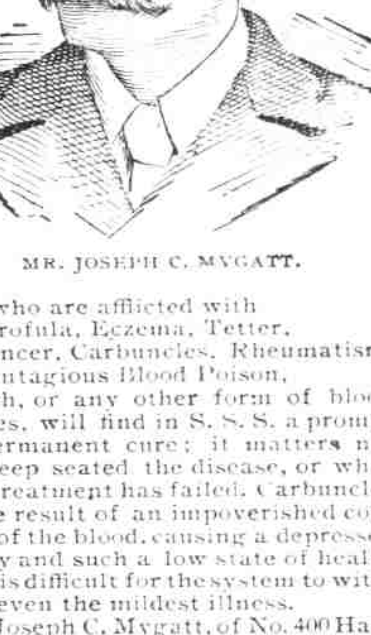 MR. JOSEPH C. MYGATT.
who are afflicted with
rofula, Eczema, Tetter,
ncer, Carbuncles, Rheumatism
ntagious Blood Poison,
h, or any other form of bloo
es, will find in S. S. S. a prom
ermanent cure; it matters n
eep seated the disease, or wh
treatment has failed. Carbuncl
e result of an impoverished co
of the blood, causing a depresse
y and such a low state of heal
is difficult for the system to wit
even the mildest illness.
Joseph C. Mygatt, of No. 400 Ha